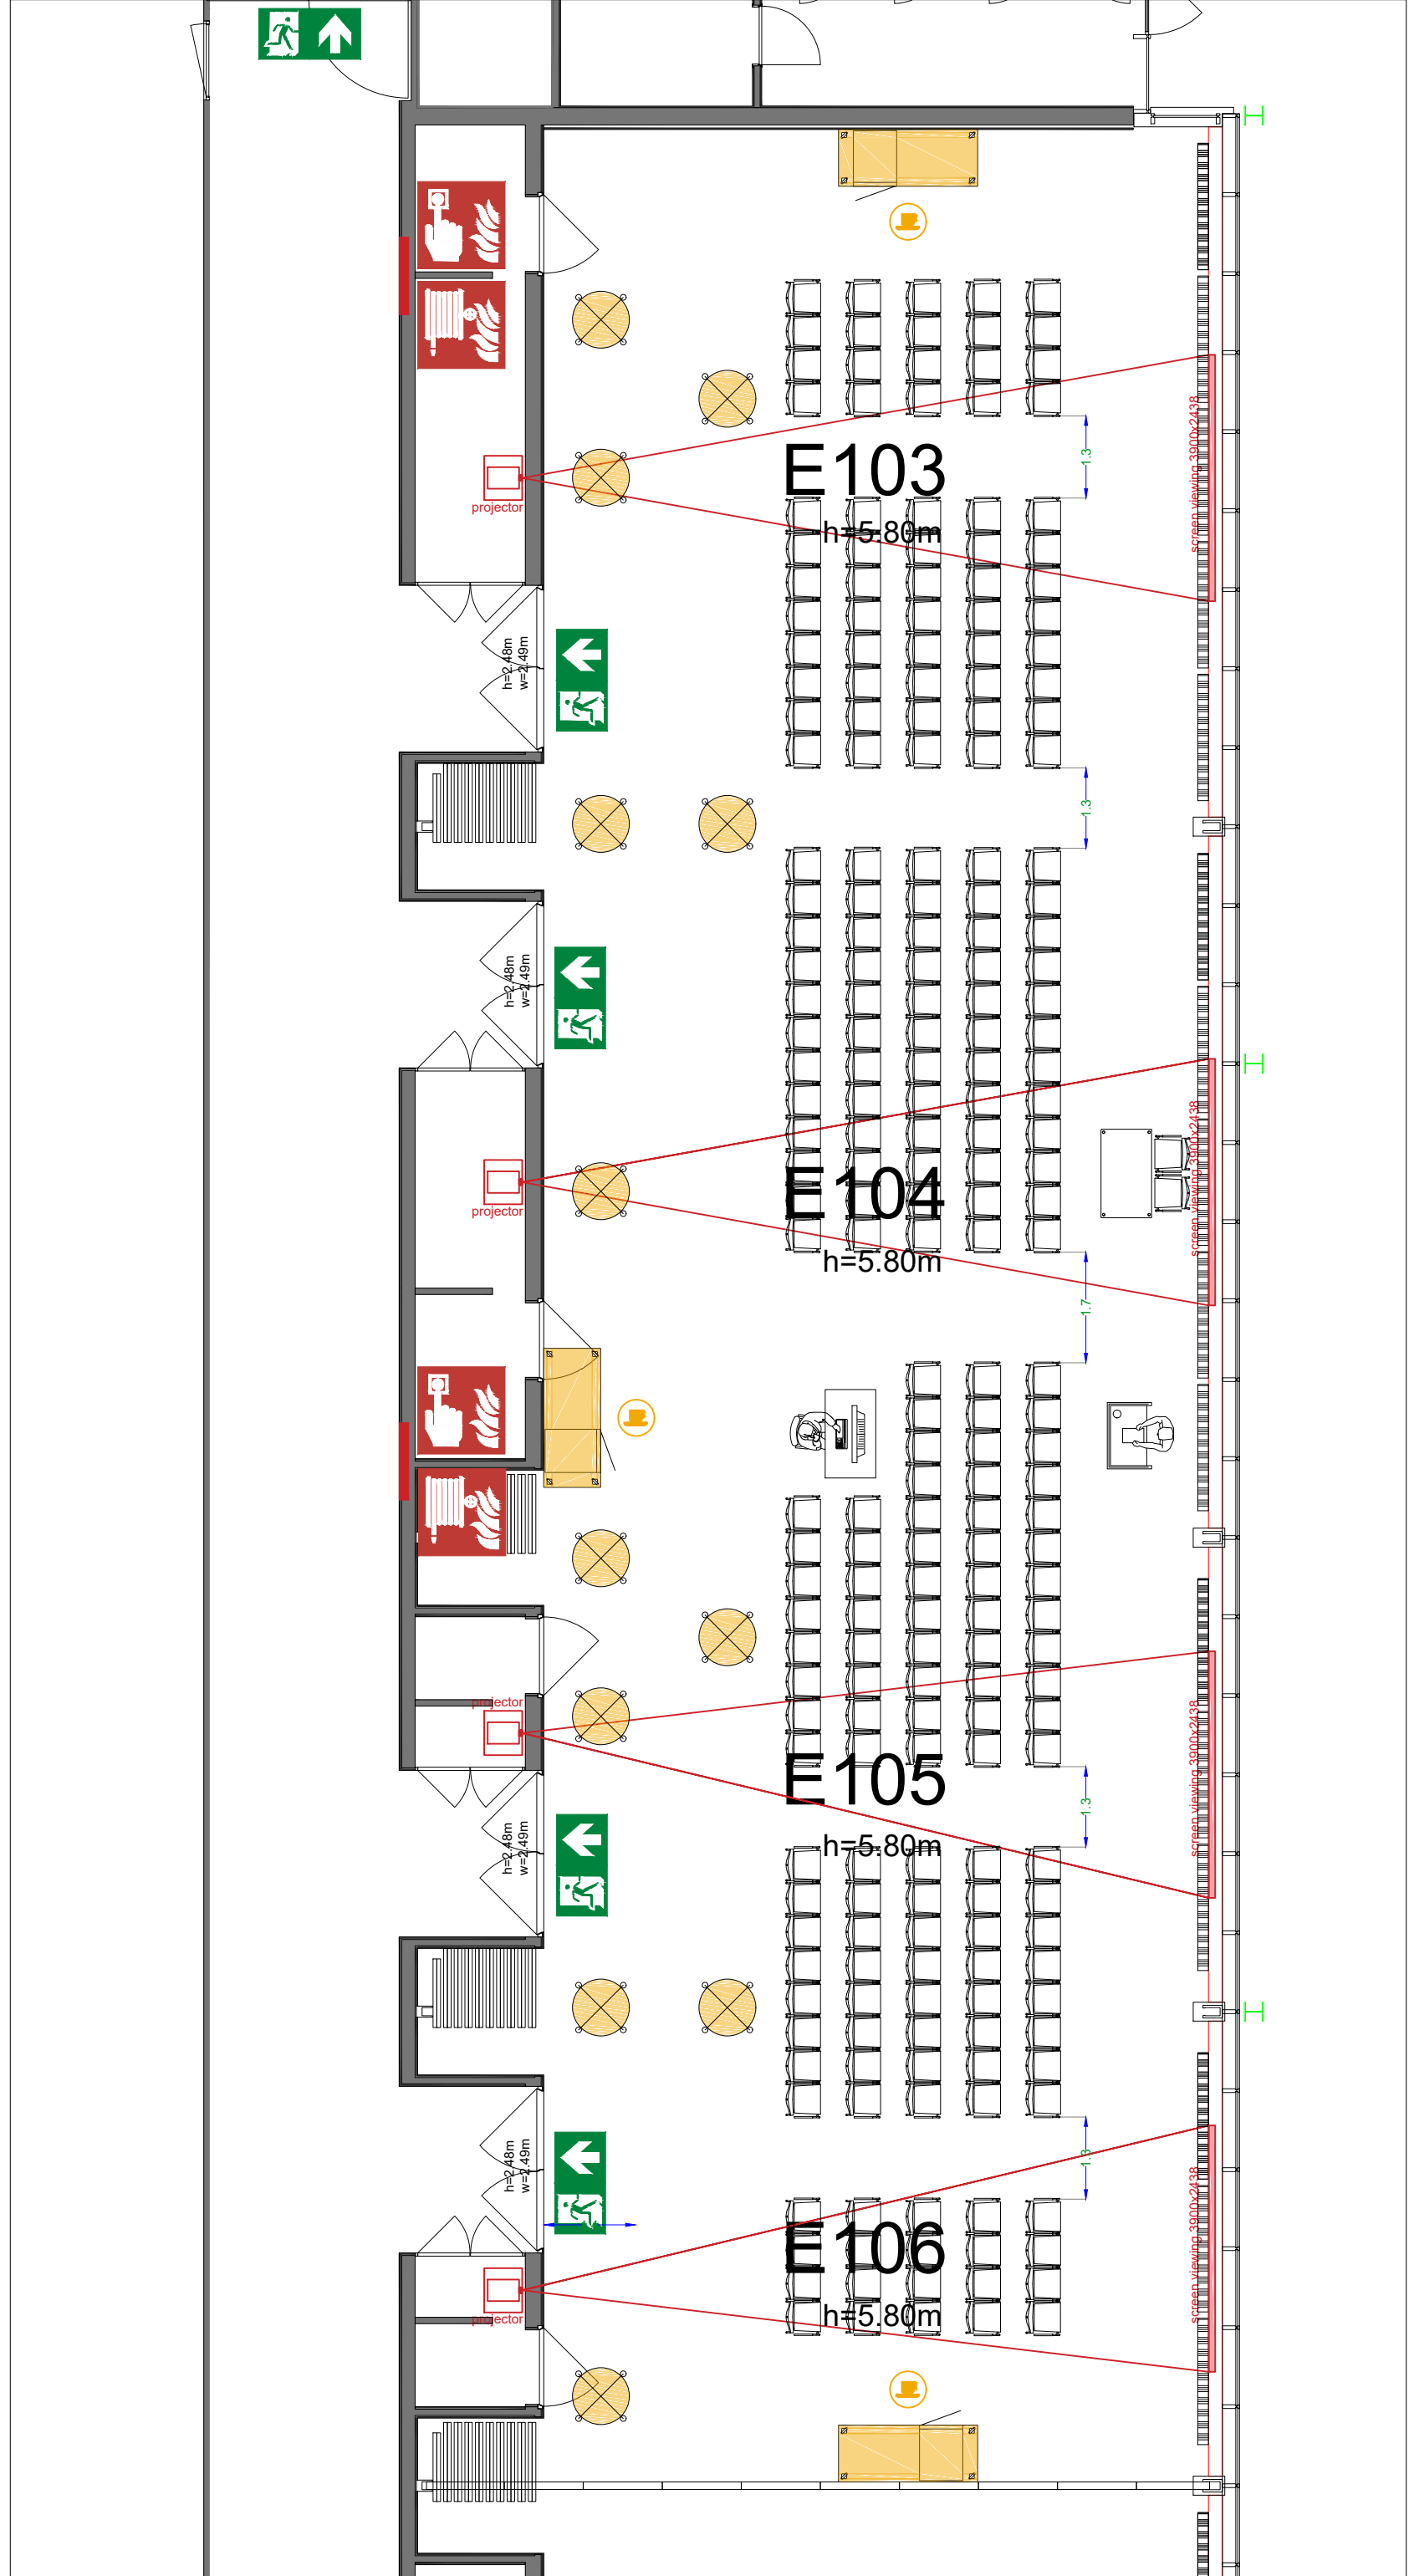 E103
1.3
screen viewing 3900x2438
projector
h=5.80m
h=2.48m
w=2.49m
1.3
h=2.48m
w=2.49m
screen viewing 3900x2438
E104
projector
h=5.80m
1.7
projector
screen viewing 3900x2438
E105
1.3
h=2.48m
w=2.49m
h=5.80m
1.3
h=2.48m
w=2.49m
screen viewing 3900x2438
E106
projector
h=5.80m